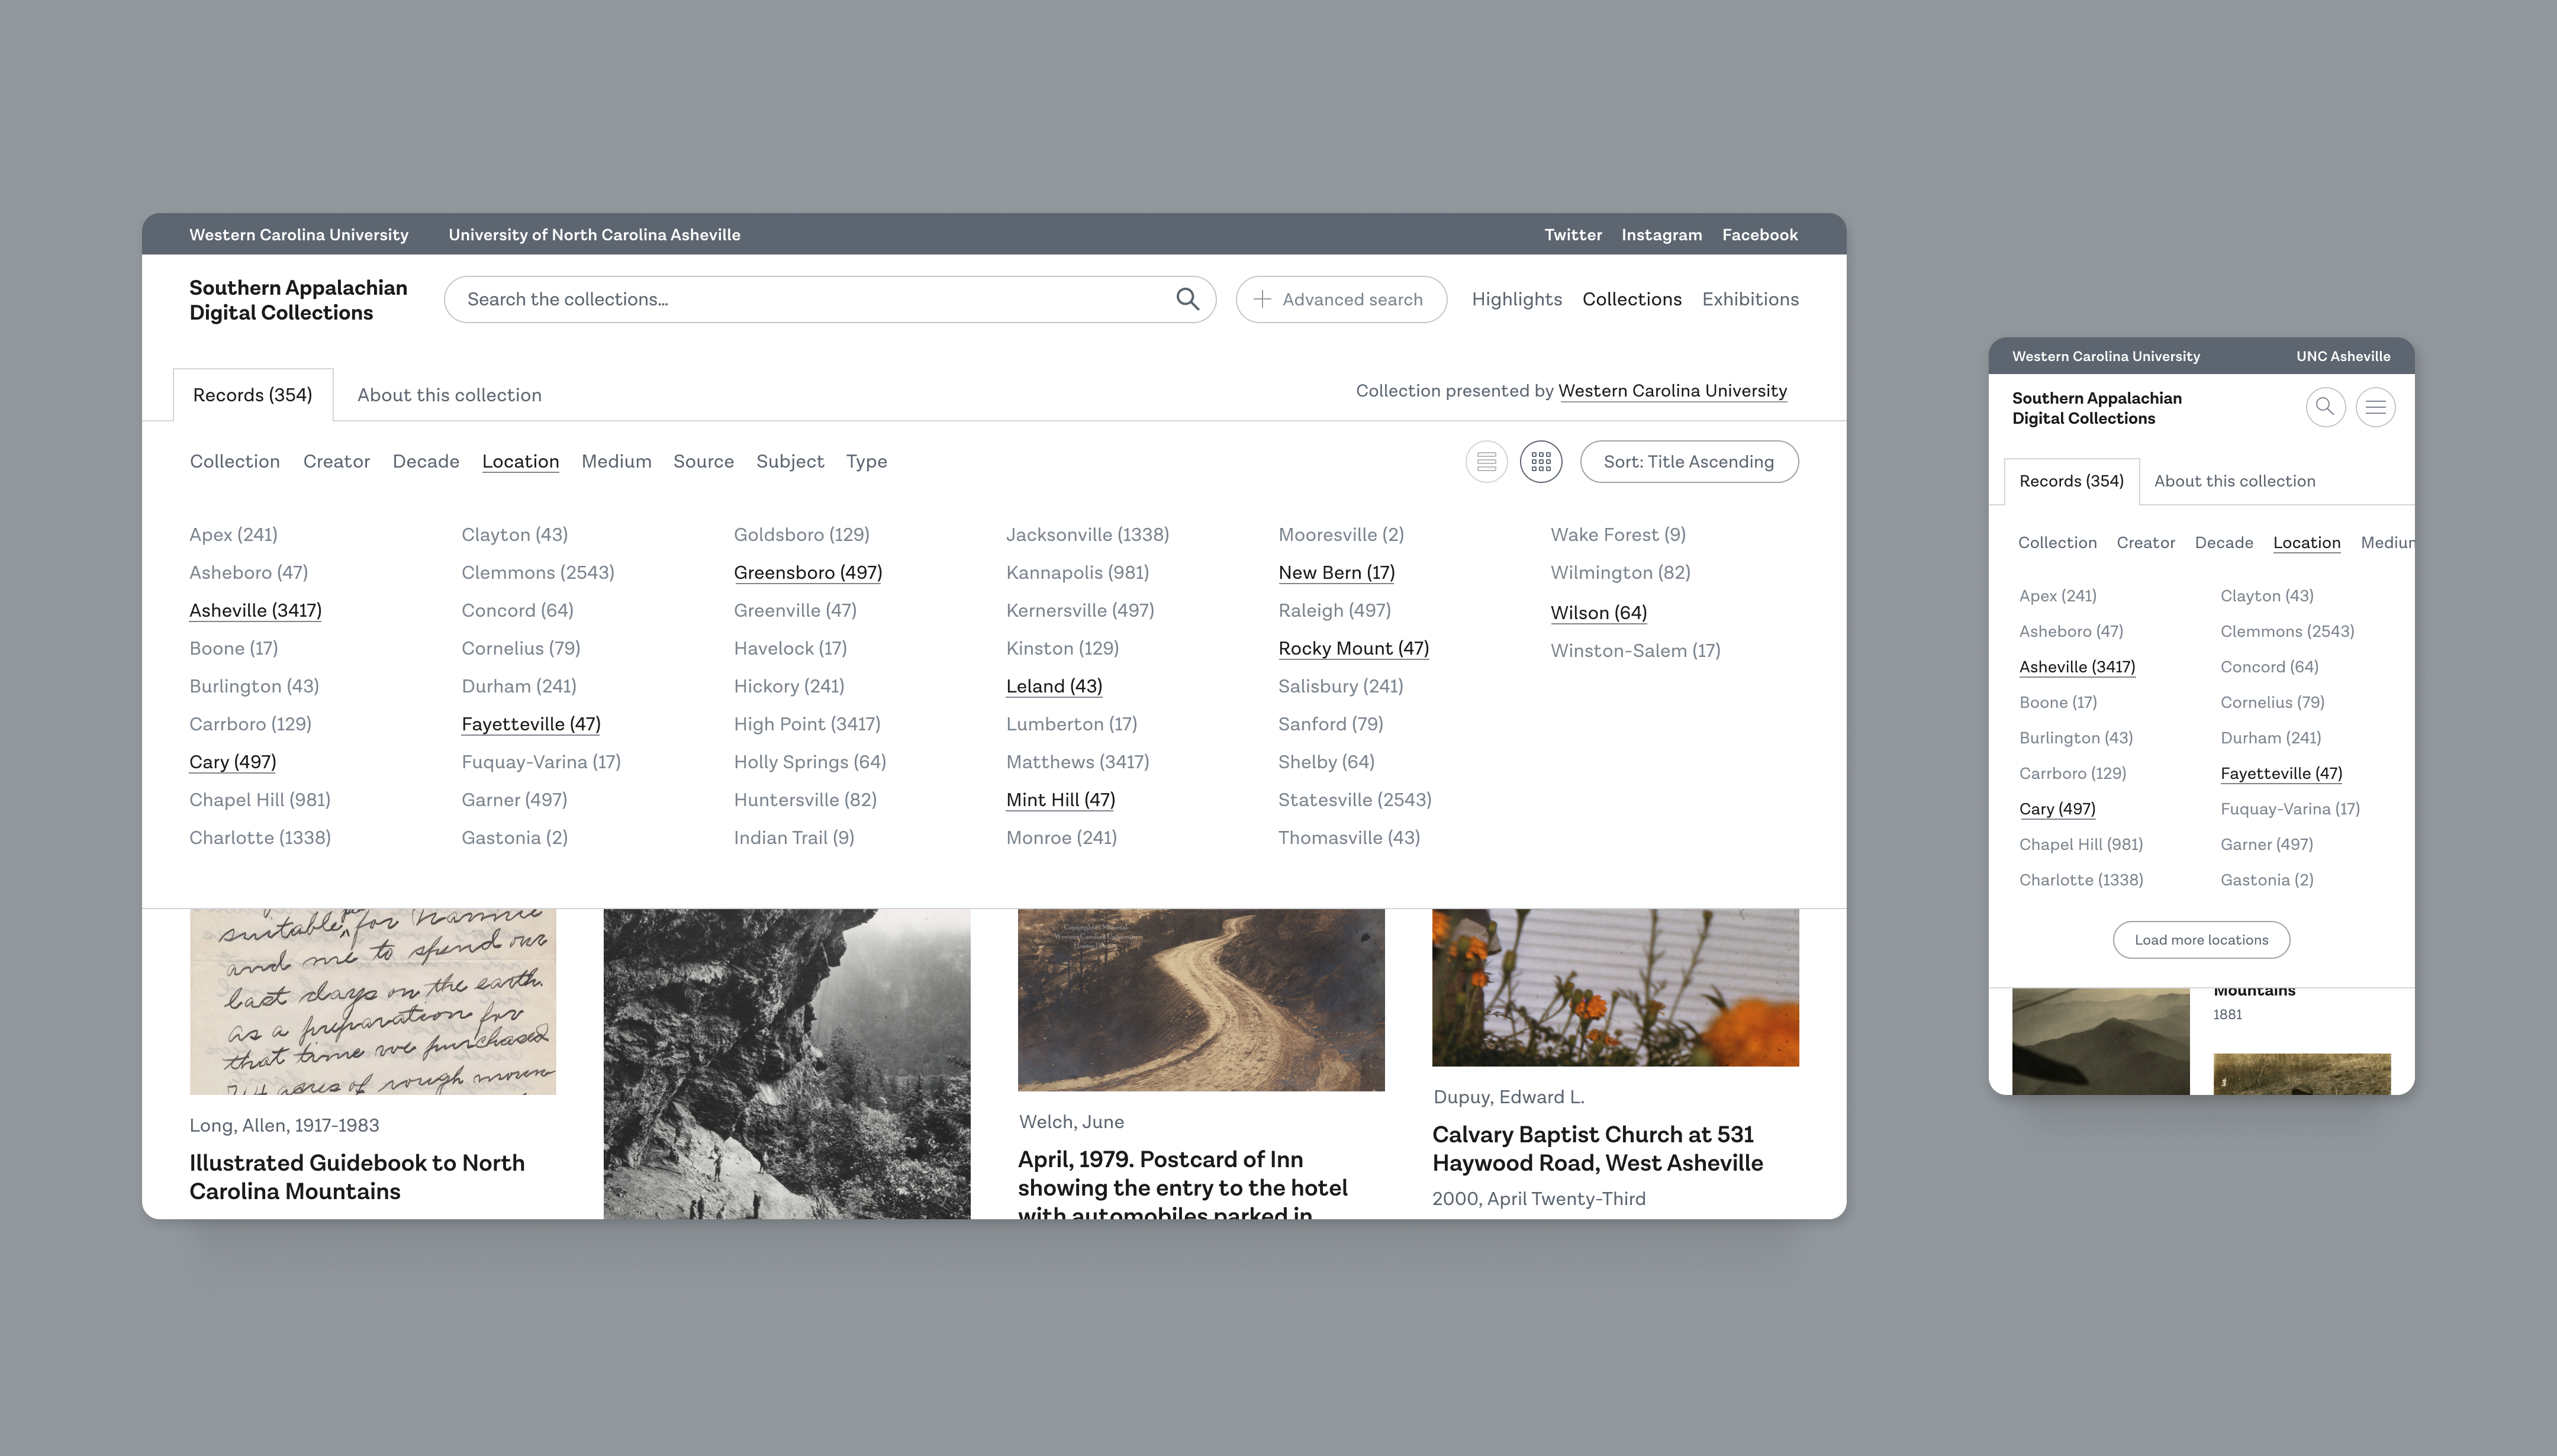 Western Carolina University University of North Carolina Asheville Twitter Instagram Facebook
Southern Appalachian
Digital Collections
Search the collections...
Advanced search
Highlights Collections Exhibitions
Records (354) About this collection
Collection presented by Western Carolina University
Collection Creator Decade Location Medium Source Subject Type
Sort: Title Ascending
Apex (241)
Asheboro (47)
Asheville (3417)
Boone (17)
Burlington (43)
Carrboro (129)
Cary (497)
Chapel Hill (981)
Charlotte (1338)
Clayton (43)
Clemmons (2543)
Concord (64)
Cornelius (79)
Durham (241)
Fayetteville (47)
Fuquay-Varina (17)
Garner (497)
Gastonia (2)
Goldsboro (129)
Greensboro (497)
Greenville (47)
Havelock (17)
Hickory (241)
High Point (3417)
Holly Springs (64)
Huntersville (82)
Indian Trail (9)
Jacksonville (1338)
Kannapolis (981)
Kernersville (497)
Kinston (129)
Leland (43)
Lumberton (17)
Matthews (3417)
Mint Hill (47)
Monroe (241)
Mooresville (2)
New Bern (17)
Raleigh (497)
Rocky Mount (47)
Salisbury (241)
Sanford (79)
Shelby (64)
Statesville (2543)
Thomasville (43)
Wake Forest (9)
Wilmington (82)
Wilson (64)
Winston-Salem (17)
suitable for
and me to spend our
last days on the earth.
as a preparation for
that time we purchased
acres of rough
Long, Allen, 1917-1983
Illustrated Guidebook to North
Carolina Mountains
Copyrighted Material
Western Carolina University
Hunter Library
Welch, June
April, 1979. Postcard of Inn
showing the entry to the hotel
with automobiles parked in
Dupuy, Edward L.
Calvary Baptist Church at 531
Haywood Road, West Asheville
2000, April Twenty-Third
Western Carolina University UNC Asheville
Southern Appalachian
Digital Collections
Records (354) About this collection
Collection Creator Decade Location
Apex (241)
Asheboro (47)
Asheville (3417)
Boone (17)
Burlington (43)
Carrboro (129)
Cary (497)
Chapel Hill (981)
Charlotte (1338)
Clayton (43)
Clemmons (2543)
Concord (64)
Cornelius (79)
Durham (241)
Fayetteville (47)
Fuquay-Varina (17)
Garner (497)
Gastonia (2)
Load more locations
Mountains
1881